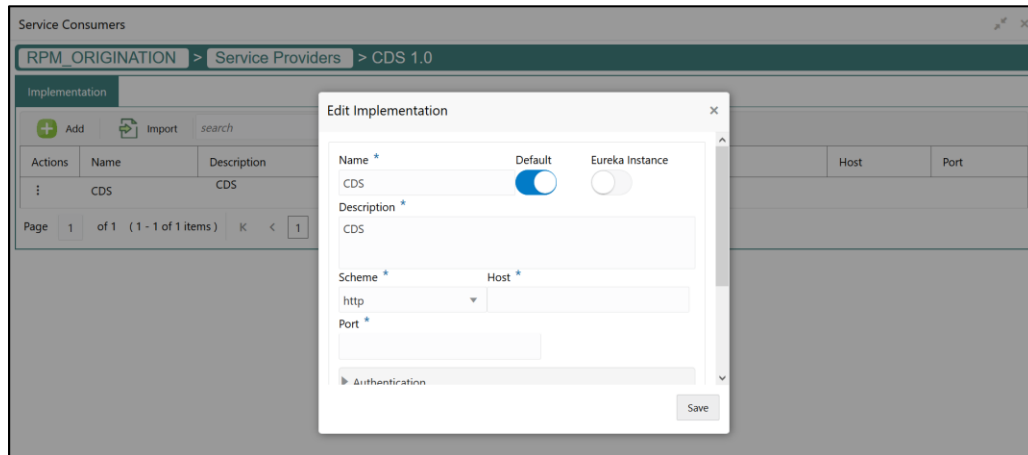 Service Consumers
RPM_ORIGINATION > Service Providers > CDS 1.0
Implementation
Add Import search
Actions Name Description Host Port
CDS CDS
Page 1 of 1 (1 - 1 of 1 items) K < 1
Edit Implementation
Name * Default Eureka Instance
CDS
Description *
CDS
Scheme * Host *
http
Port *
Authentication
Save